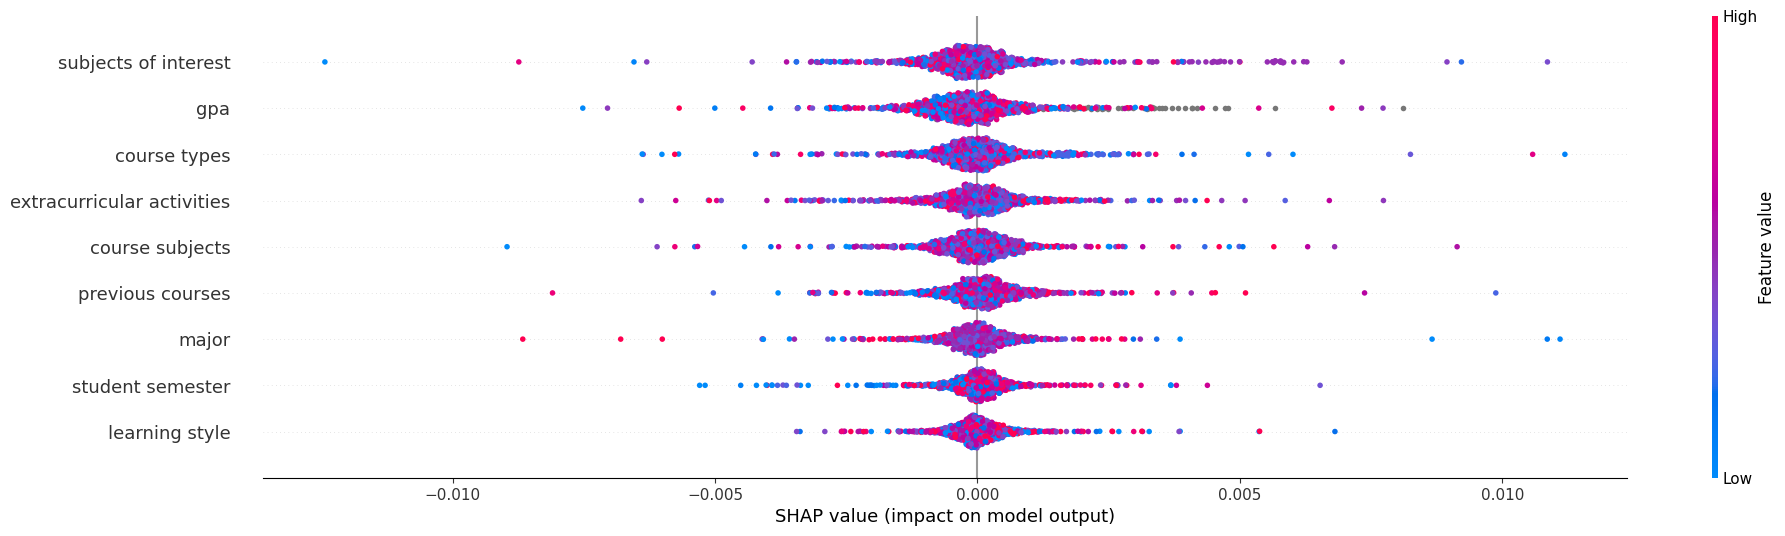 High
subjects of interest
gpa
course types
extracurricular activities
course subjects
previous courses
major
student semester
learning style
Feature value
Low
−0.010 −0.005 0.000 0.005 0.010
SHAP value (impact on model output)